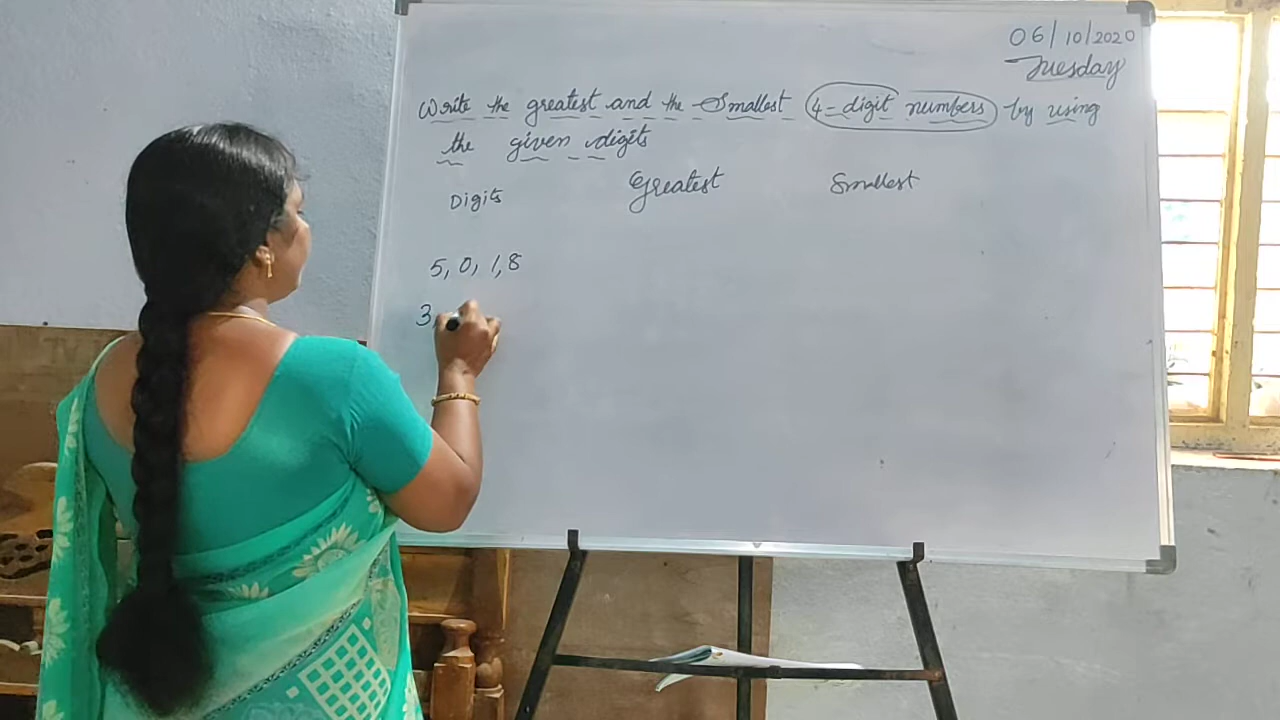 06/10/2020
Tuesday
Write the greatest and the Smallest 4-digit numbers by using
the given digits
Digits Greatest Smallest
5, 0, 1, 8
3,